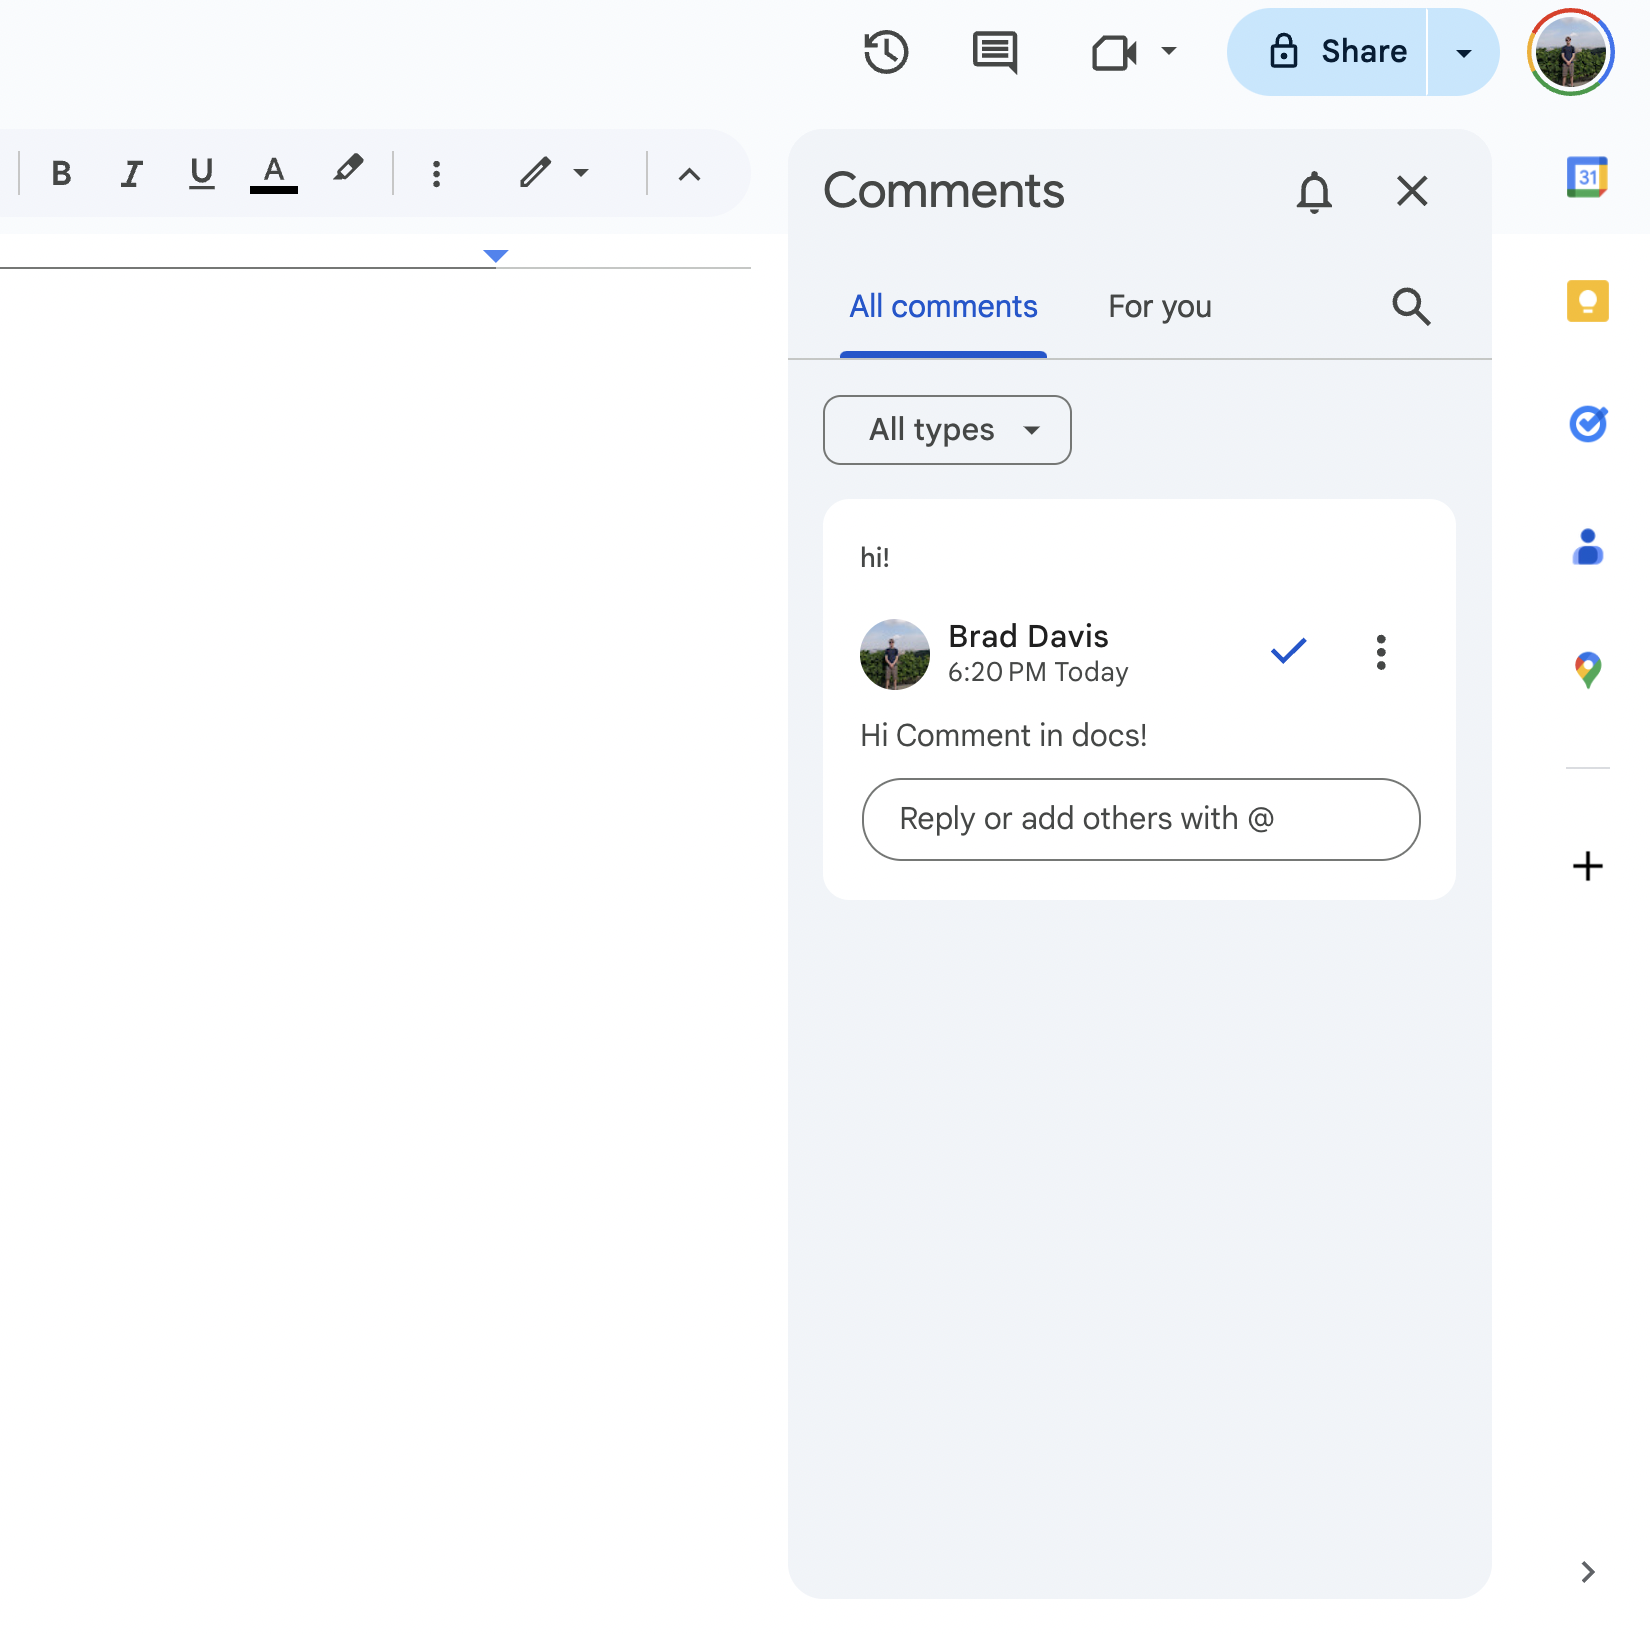 Share
B I U A
Comments
31
All comments For you
All types
hi!
Brad Davis
6:20 PM Today
Hi Comment in docs!
Reply or add others with @